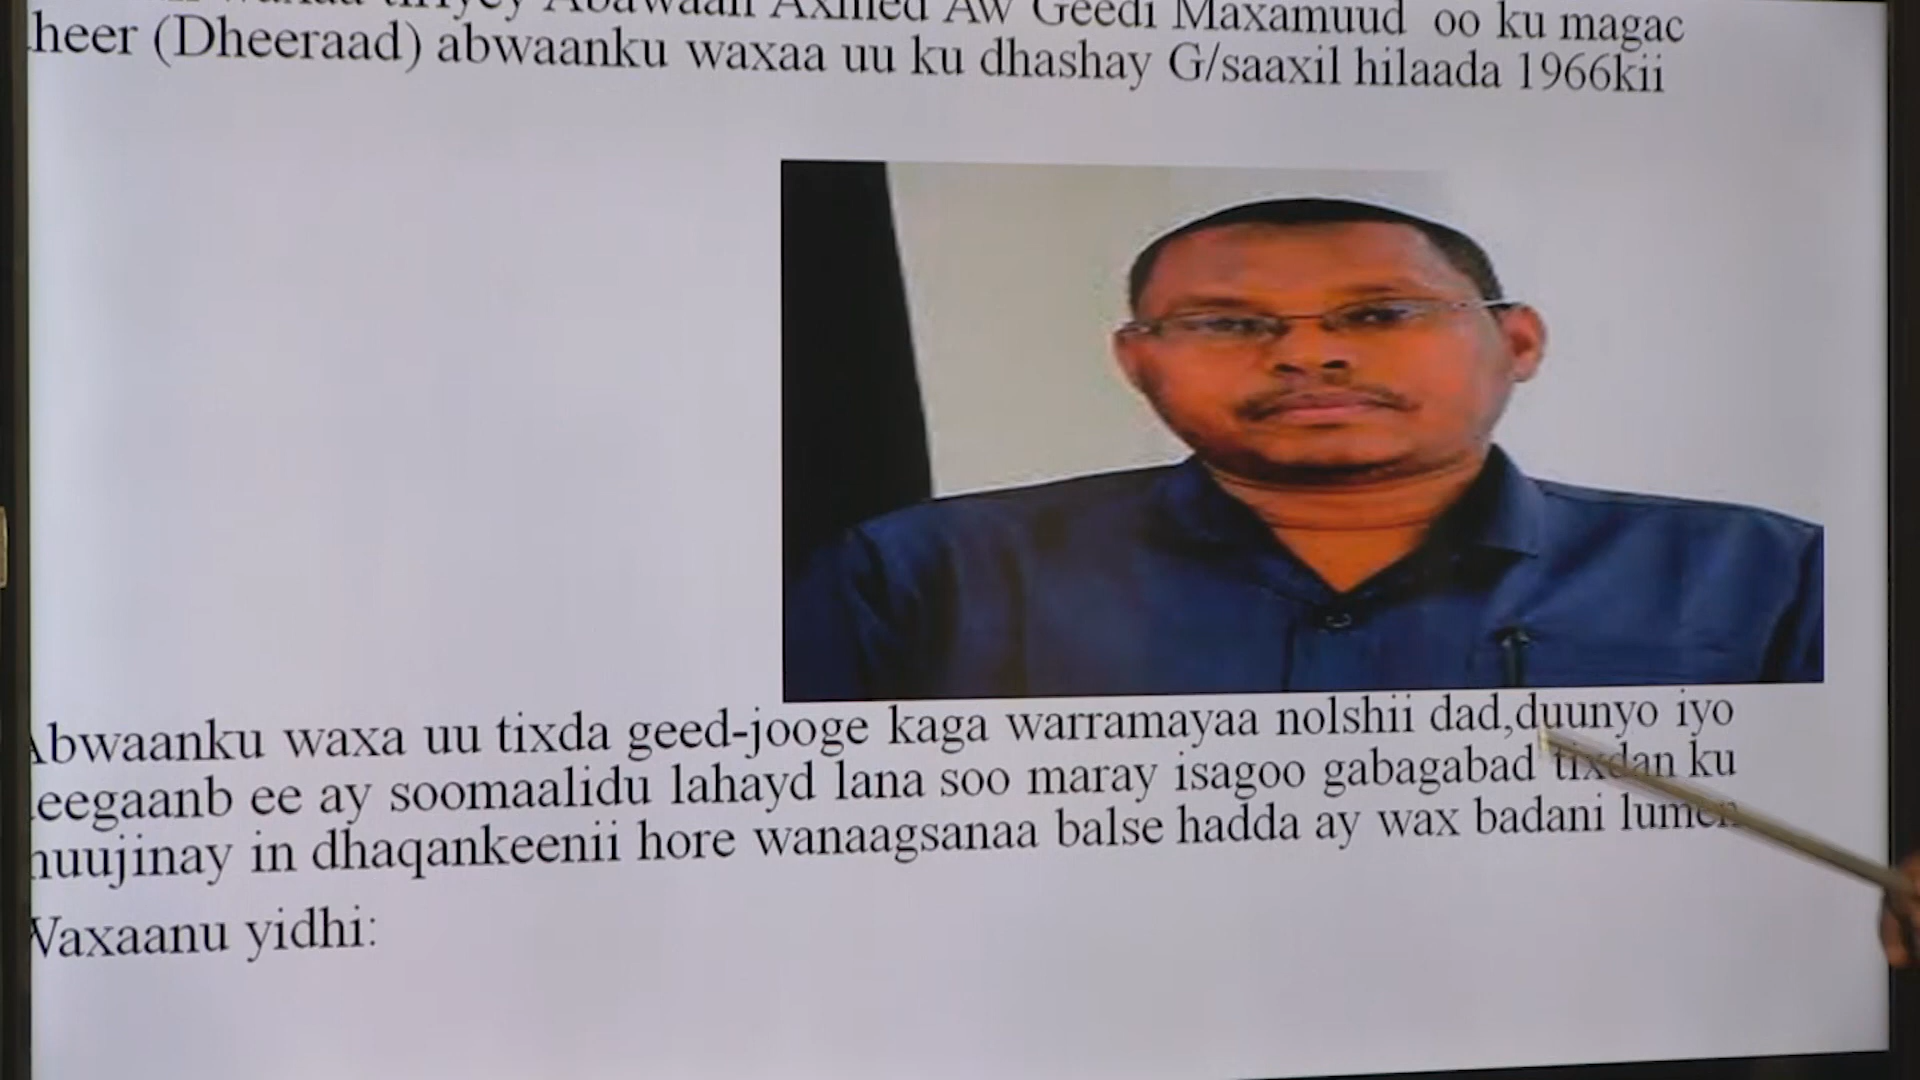 Axmed Aw Geedi Maxamuud oo ku magac
heer (Dheeraad) abwaanku waxaa uu ku dhashay G/saaxil hilaada 1966kii
Abwaanku waxa uu tixda geed-jooge kaga warramayaa nolshii dad,duunyo iyo
eegaanb ee ay soomaalidu lahayd lana soo maray isagoo gabagabad tixdan ku
muujinay in dhaqankeenii hore wanaagsanaa balse hadda ay wax badani lumen
Waxaanu yidhi: